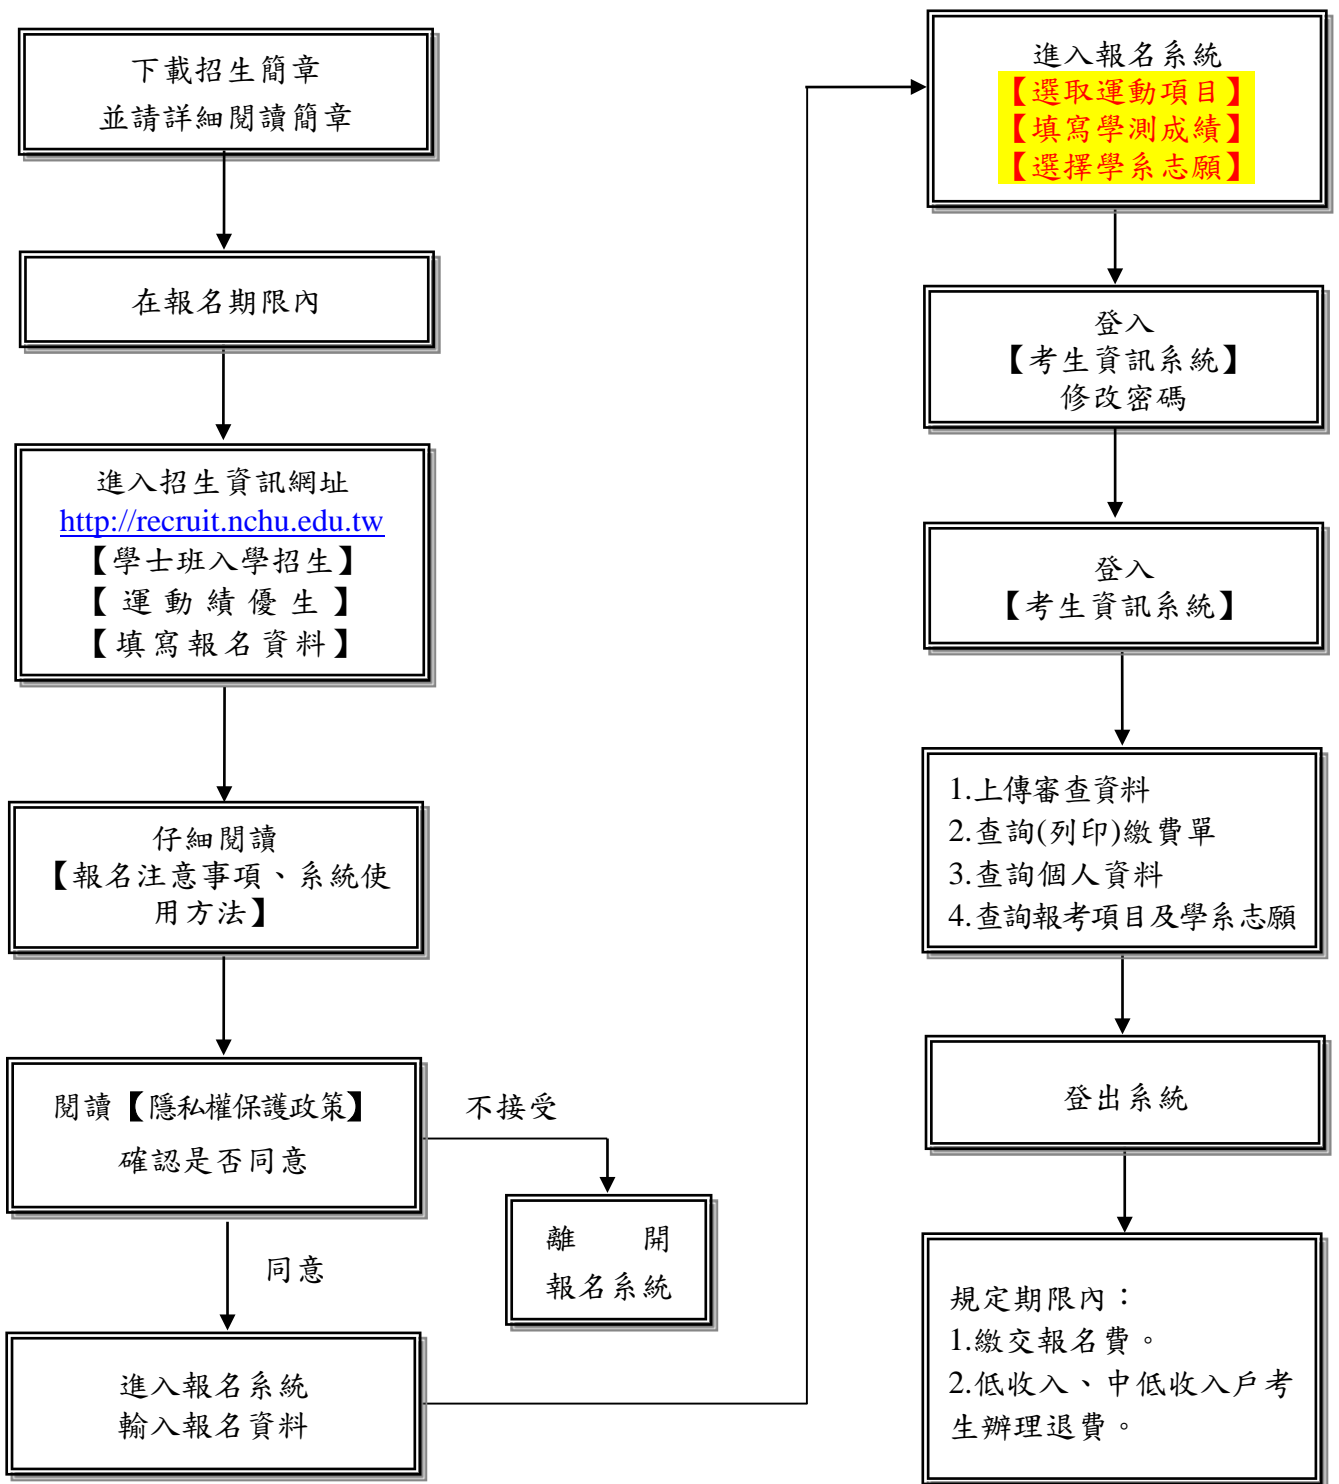 下載招生簡章
並請詳細閱讀簡章
在報名期限內
進入招生資訊網址
http://recruit.nchu.edu.tw
【學士班入學招生】
【運動績優生】
【填寫報名資料】
仔細閱讀
【報名注意事項、系統使
用方法】
閱讀【隱私權保護政策】
確認是否同意
不接受
離 開
報名系統
同意
進入報名系統
輸入報名資料
進入報名系統
【選取運動項目】
【填寫學測成績】
【選擇學系志願】
登入
【考生資訊系統】
修改密碼
登入
【考生資訊系統】
1.上傳審查資料
2.查詢(列印)繳費單
3.查詢個人資料
4.查詢報考項目及學系志願
登出系統
規定期限內：
1.繳交報名費。
2.低收入、中低收入戶考
生辦理退費。